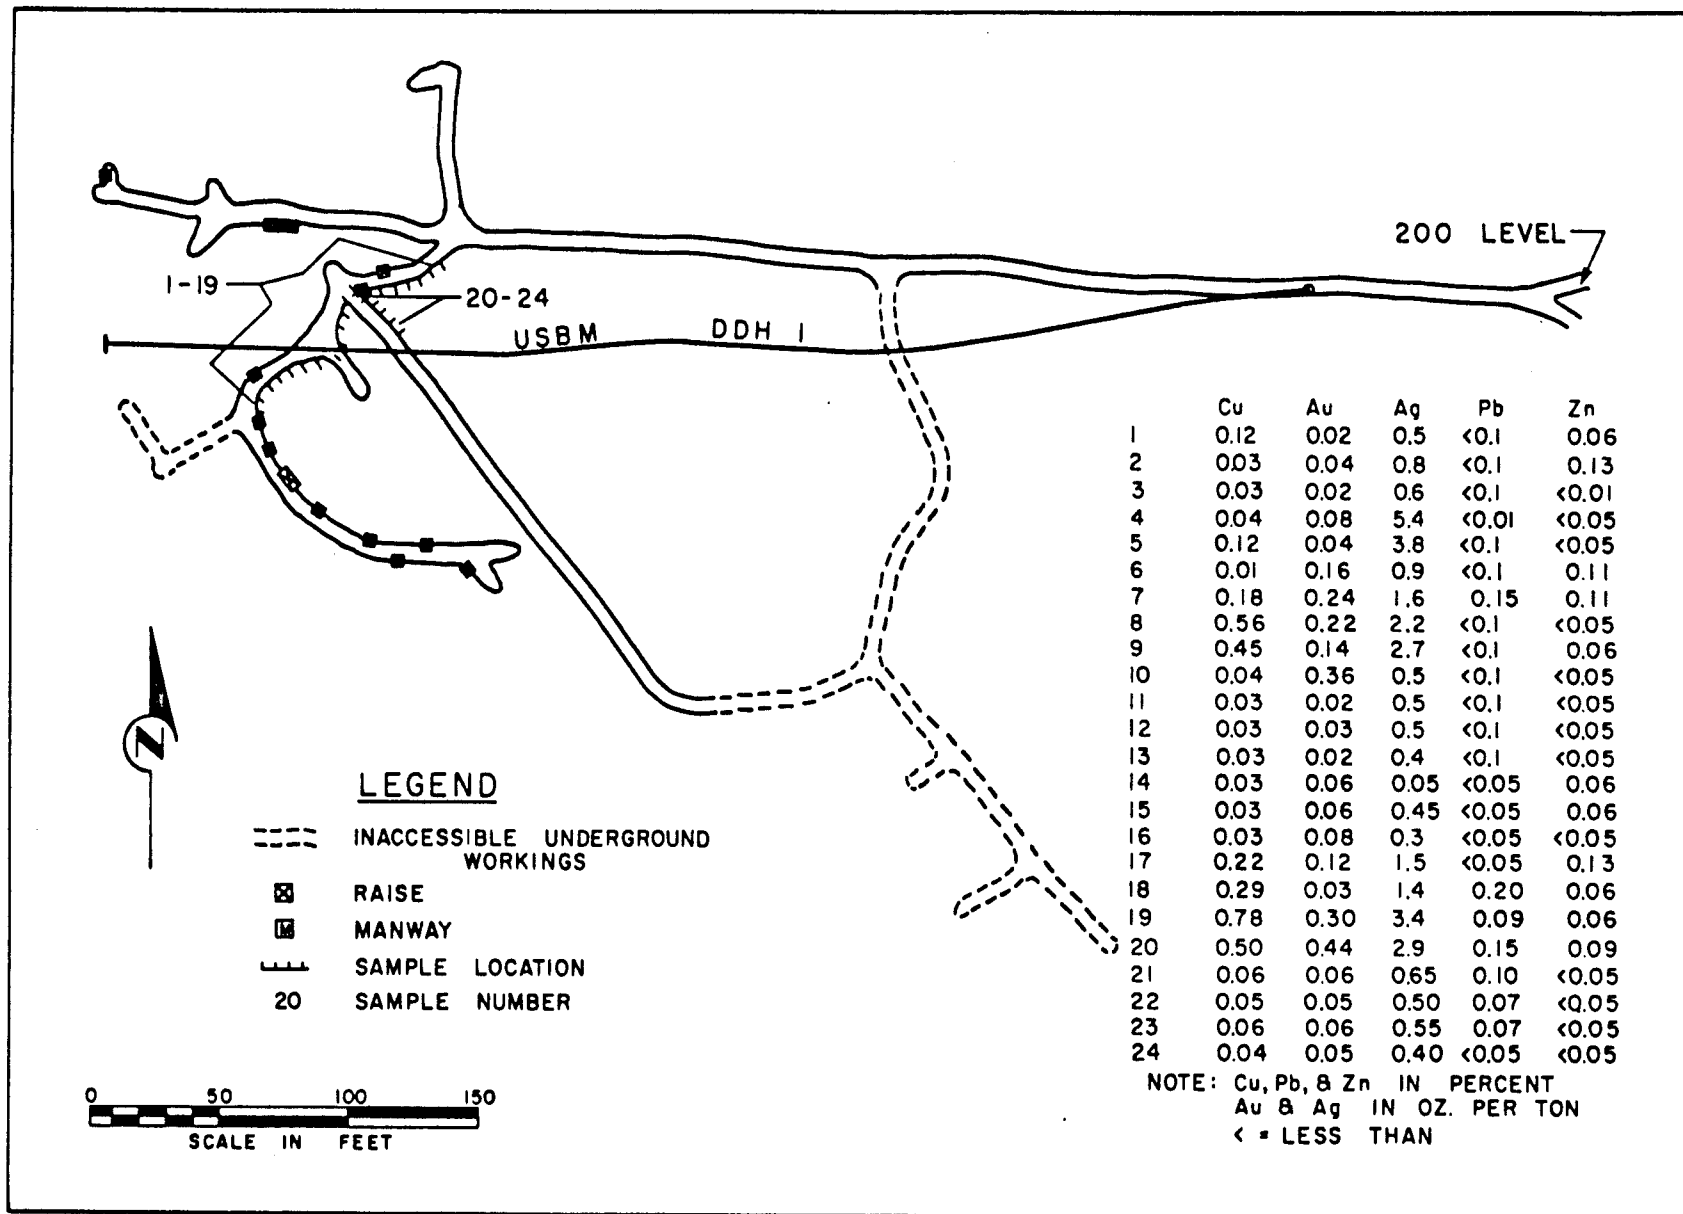 200 LEVEL
1-19
20-24
USBM DDH 1
Cu Au Ag Pb Zn
1 0.12 0.02 0.5 <0.1 0.06
2 0.03 0.04 0.8 <0.1 0.13
3 0.03 0.02 0.6 <0.1 <0.01
4 0.04 0.08 5.4 <0.01 <0.05
5 0.12 0.04 3.8 <0.1 <0.05
6 0.01 0.16 0.9 <0.1 0.11
7 0.18 0.24 1.6 0.15 0.11
8 0.56 0.22 2.2 <0.1 <0.05
9 0.45 0.14 2.7 <0.1 0.06
10 0.04 0.36 0.5 <0.1 <0.05
11 0.03 0.02 0.5 <0.1 <0.05
12 0.03 0.03 0.5 <0.1 <0.05
13 0.03 0.02 0.4 <0.1 <0.05
14 0.03 0.06 0.05 <0.05 0.06
15 0.03 0.06 0.45 <0.05 0.06
16 0.03 0.08 0.3 <0.05 <0.05
17 0.22 0.12 1.5 <0.05 0.13
18 0.29 0.03 1.4 0.20 0.06
19 0.78 0.30 3.4 0.09 0.06
20 0.50 0.44 2.9 0.15 0.09
21 0.06 0.06 0.65 0.10 <0.05
22 0.05 0.05 0.50 0.07 <0.05
23 0.06 0.06 0.55 0.07 <0.05
24 0.04 0.05 0.40 <0.05 <0.05
NOTE: Cu, Pb, & Zn IN PERCENT
Au & Ag IN OZ. PER TON
< = LESS THAN
N
LEGEND
INACCESSIBLE UNDERGROUND
WORKINGS
RAISE
M MANWAY
SAMPLE LOCATION
20 SAMPLE NUMBER
0 50 100 150
SCALE IN FEET